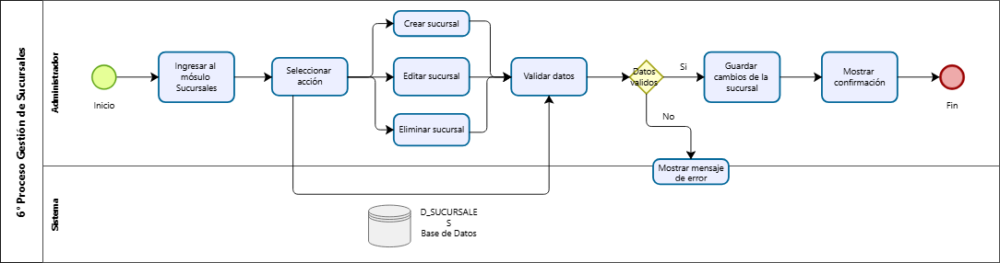 6° Proceso Gestión de Sucursales
Administrador
Inicio
Ingresar al
mósulo
Sucursales
Seleccionar
acción
Crear sucursal
Editar sucursal
Eliminar sucursal
Validar datos
Datos
validos
Si
No
Guardar
cambios de la
sucursal
Mostrar
confirmación
Fin
Mostrar mensaje
de error
Sistema
D_SUCURSALE
S
Base de Datos